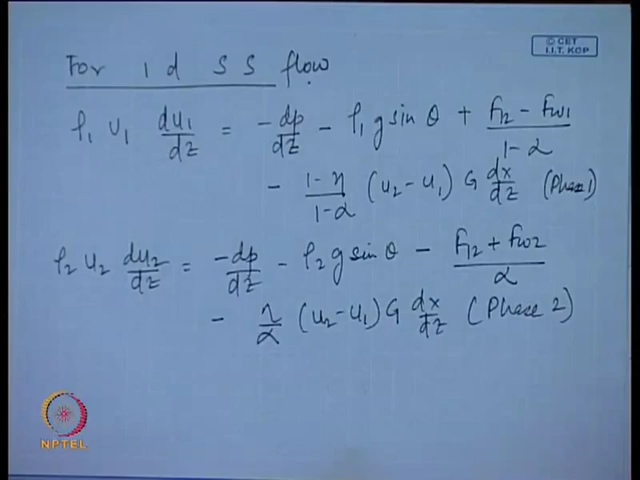 © CET
I.I.T. KGP
For 1 d S S flow
ρ₁ u₁ du₁/dz = -dp/dz - ρ₁ g sin θ + (F₁₂ - Fw₁)/(1-α)
- (1-η)/(1-α) (u₂-u₁) G dx/dz (Phase 1)
ρ₂ u₂ du₂/dz = -dp/dz - ρ₂ g sin θ - (F₁₂ + Fw₂)/α
- η/α (u₂-u₁) G dx/dz (Phase 2)
NPTEL